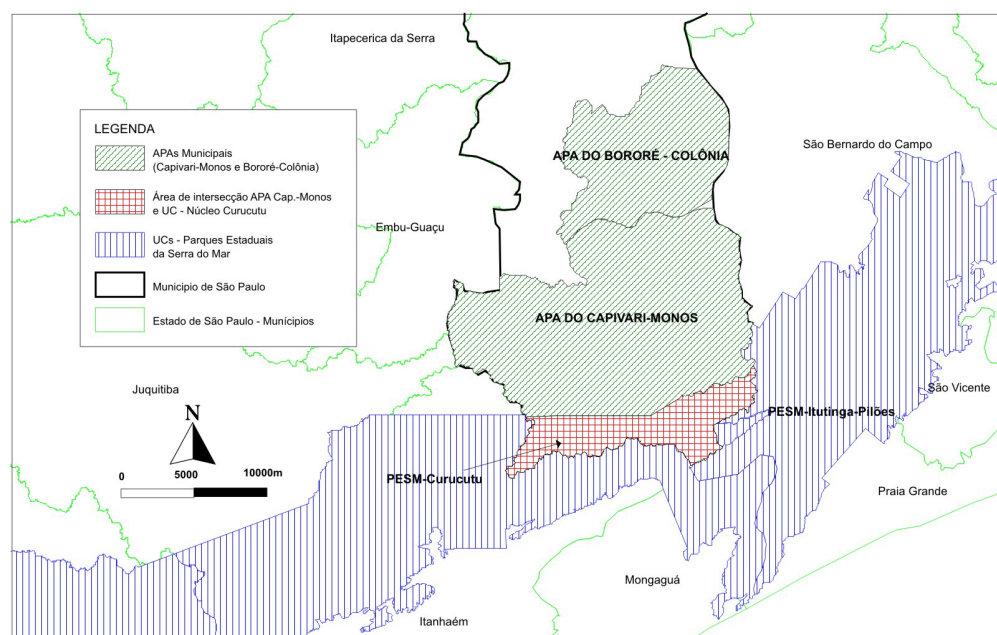 Itapecerica da Serra
LEGENDA
APAs Municipais
(Capivari-Monos e Bororé-Colônia)
Área de intersecção APA Cap.-Monos
e UC - Núcleo Curucutu
UCs - Parques Estaduais
da Serra do Mar
Municipio de São Paulo
Estado de São Paulo - Munícipios
APA DO BORORÉ - COLÔNIA
São Bernardo do Campo
Embu-Guaçu
APA DO CAPIVARI-MONOS
Juquitiba
São Vicente
N
PESM-Itutinga-Pilões
0 5000 10000m
PESM-Curucutu
Praia Grande
Mongaguá
Itanhaém